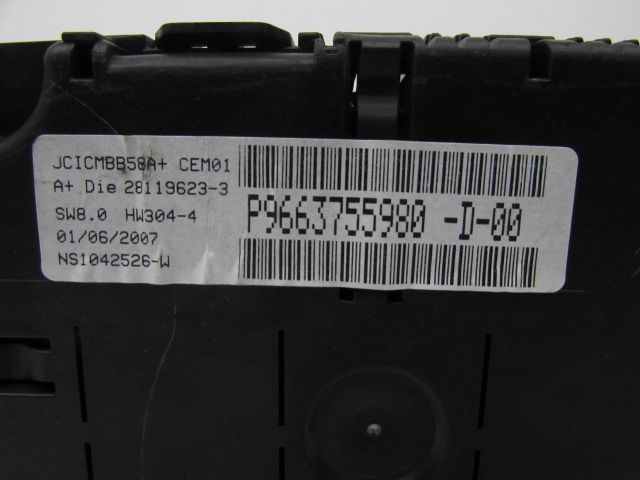 JCICMBB58A+ CEM01
A+ Die 28119623-3
SW8.0 HW304-4
01/06/2007
NS1042526-W
P9663755980 -D-00